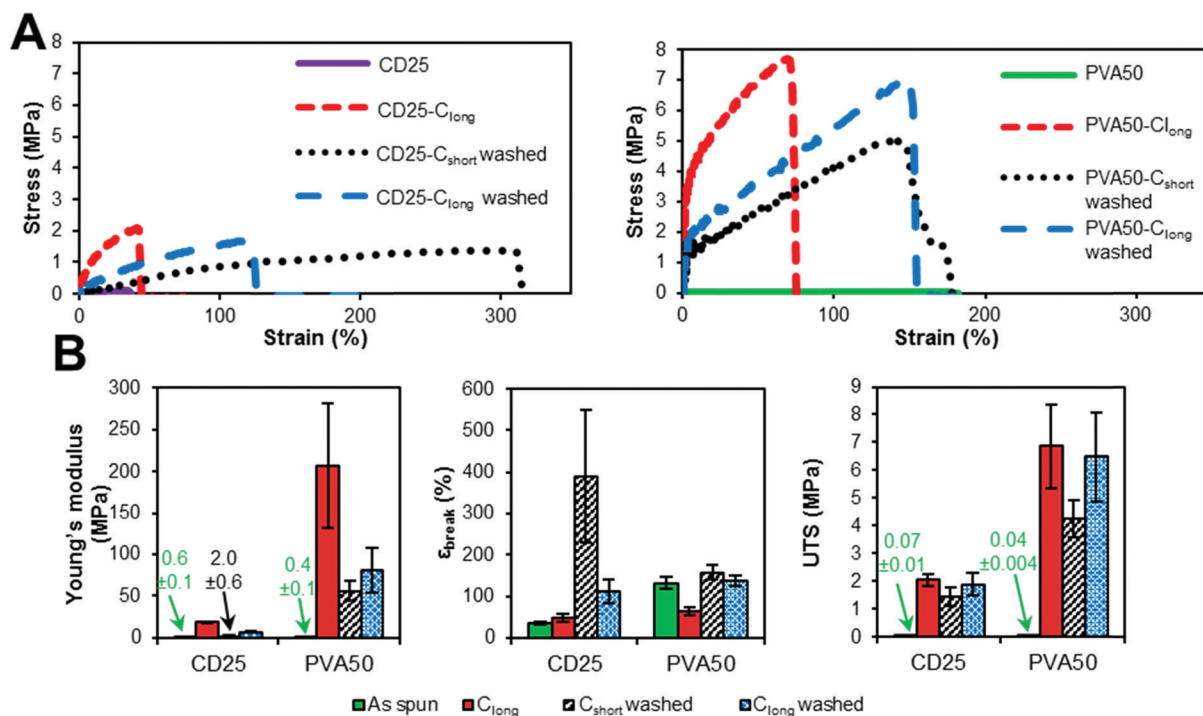 A
8
7
6
5
4
3
2
1
0
Stress (MPa)
0 100 200 300
Strain (%)
CD25
CD25-Clong
CD25-Cshort washed
CD25-Clong washed
8
7
6
5
4
3
2
1
0
Stress (MPa)
0 100 200 300
Strain (%)
PVA50
PVA50-Clong
PVA50-Cshort
washed
PVA50-Clong
washed
B
300
250
200
150
100
50
0
Young's modulus
(MPa)
0.6
±0.1
2.0
±0.6
0.4
±0.1
CD25 PVA50
600
500
400
300
200
100
0
εbreak (%)
CD25 PVA50
9
8
7
6
5
4
3
2
1
0
UTS (MPa)
0.07
±0.01
0.04
±0.004
CD25 PVA50
As spun Clong Cshort washed Clong washed